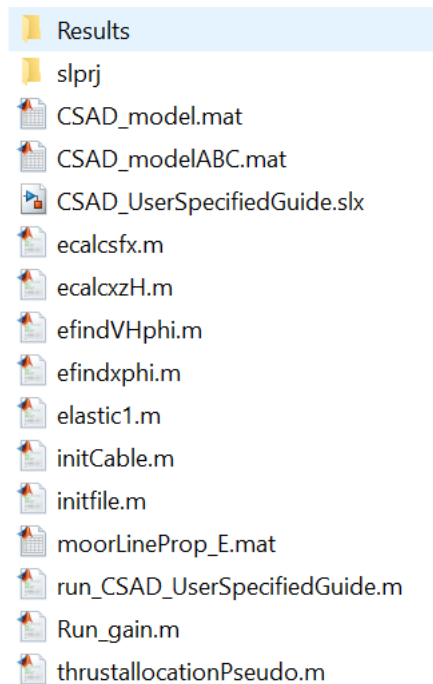 Results
slprj
CSAD_model.mat
CSAD_modelABC.mat
CSAD_UserSpecifiedGuide.slx
ecalcsfx.m
ecalcxzH.m
efindVHphi.m
efindxphi.m
elastic1.m
initCable.m
initfile.m
moorLineProp_E.mat
run_CSAD_UserSpecifiedGuide.m
Run_gain.m
thrustallocationPseudo.m